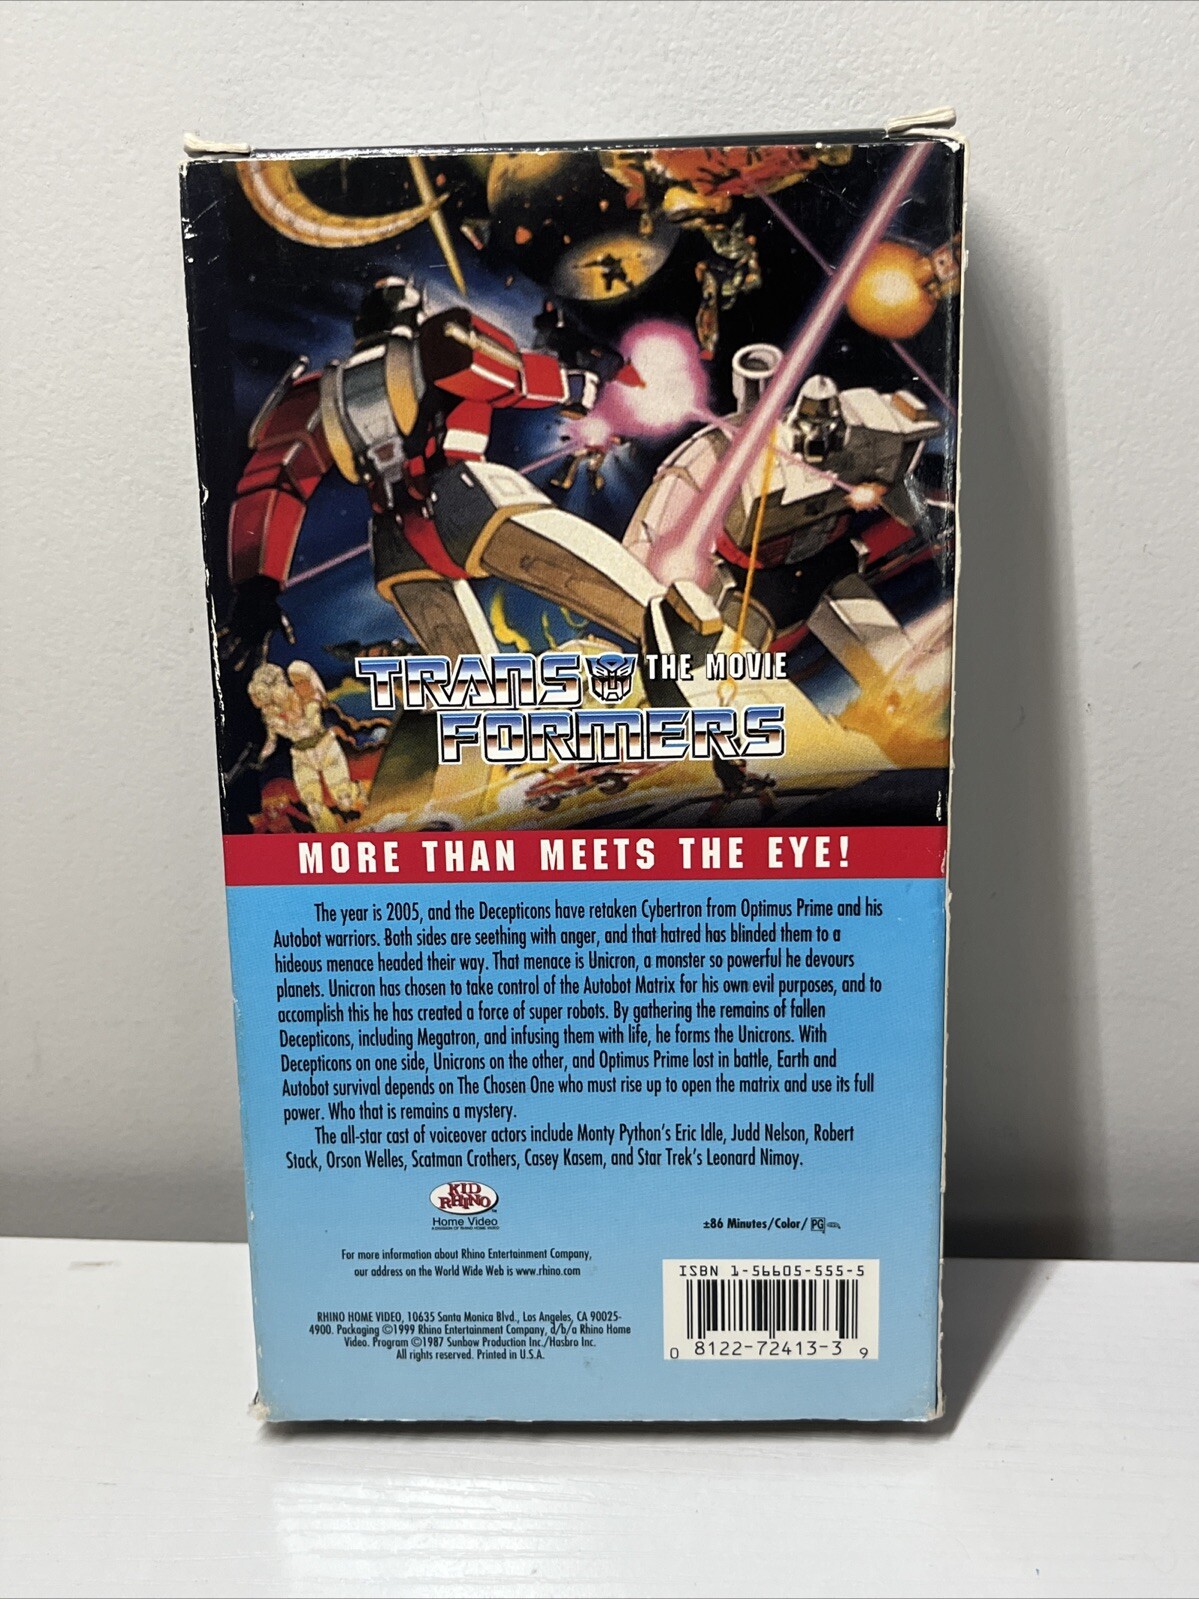 TRANS THE MOVIE
FORMERS
MORE THAN MEETS THE EYE!
The year is 2005, and the Decepticons have retaken Cybertron from Optimus Prime and his
Autobot warriors. Both sides are seething with anger, and that hatred has blinded them to a
hideous menace headed their way. That menace is Unicron, a monster so powerful he devours
planets. Unicron has chosen to take control of the Autobot Matrix for his own evil purposes, and to
accomplish this he has created a force of super robots. By gathering the remains of fallen
Decepticons, including Megatron, and infusing them with life, he forms the Unicrons. With
Decepticons on one side, Unicrons on the other, and Optimus Prime lost in battle, Earth and
Autobot survival depends on The Chosen One who must rise up to open the matrix and use its full
power. Who that is remains a mystery.
The all-star cast of voiceover actors include Monty Python's Eric Idle, Judd Nelson, Robert
Stack, Orson Welles, Scatman Crothers, Casey Kasem, and Star Trek's Leonard Nimoy.
KID
RHINO
Home Video
A DIVISION OF RHINO HOME VIDEO
±86 Minutes/Color/ PG
For more information about Rhino Entertainment Company,
our address on the World Wide Web is www.rhino.com
RHINO HOME VIDEO, 10635 Santa Monica Blvd., Los Angeles, CA 90025-
4900. Packaging ©1999 Rhino Entertainment Company, d/b/a Rhino Home
Video. Program ©1987 Sunbow Production Inc./Hasbro Inc.
All rights reserved. Printed in U.S.A.
ISBN 1-56605-555-5
0 8122-72413-3 9